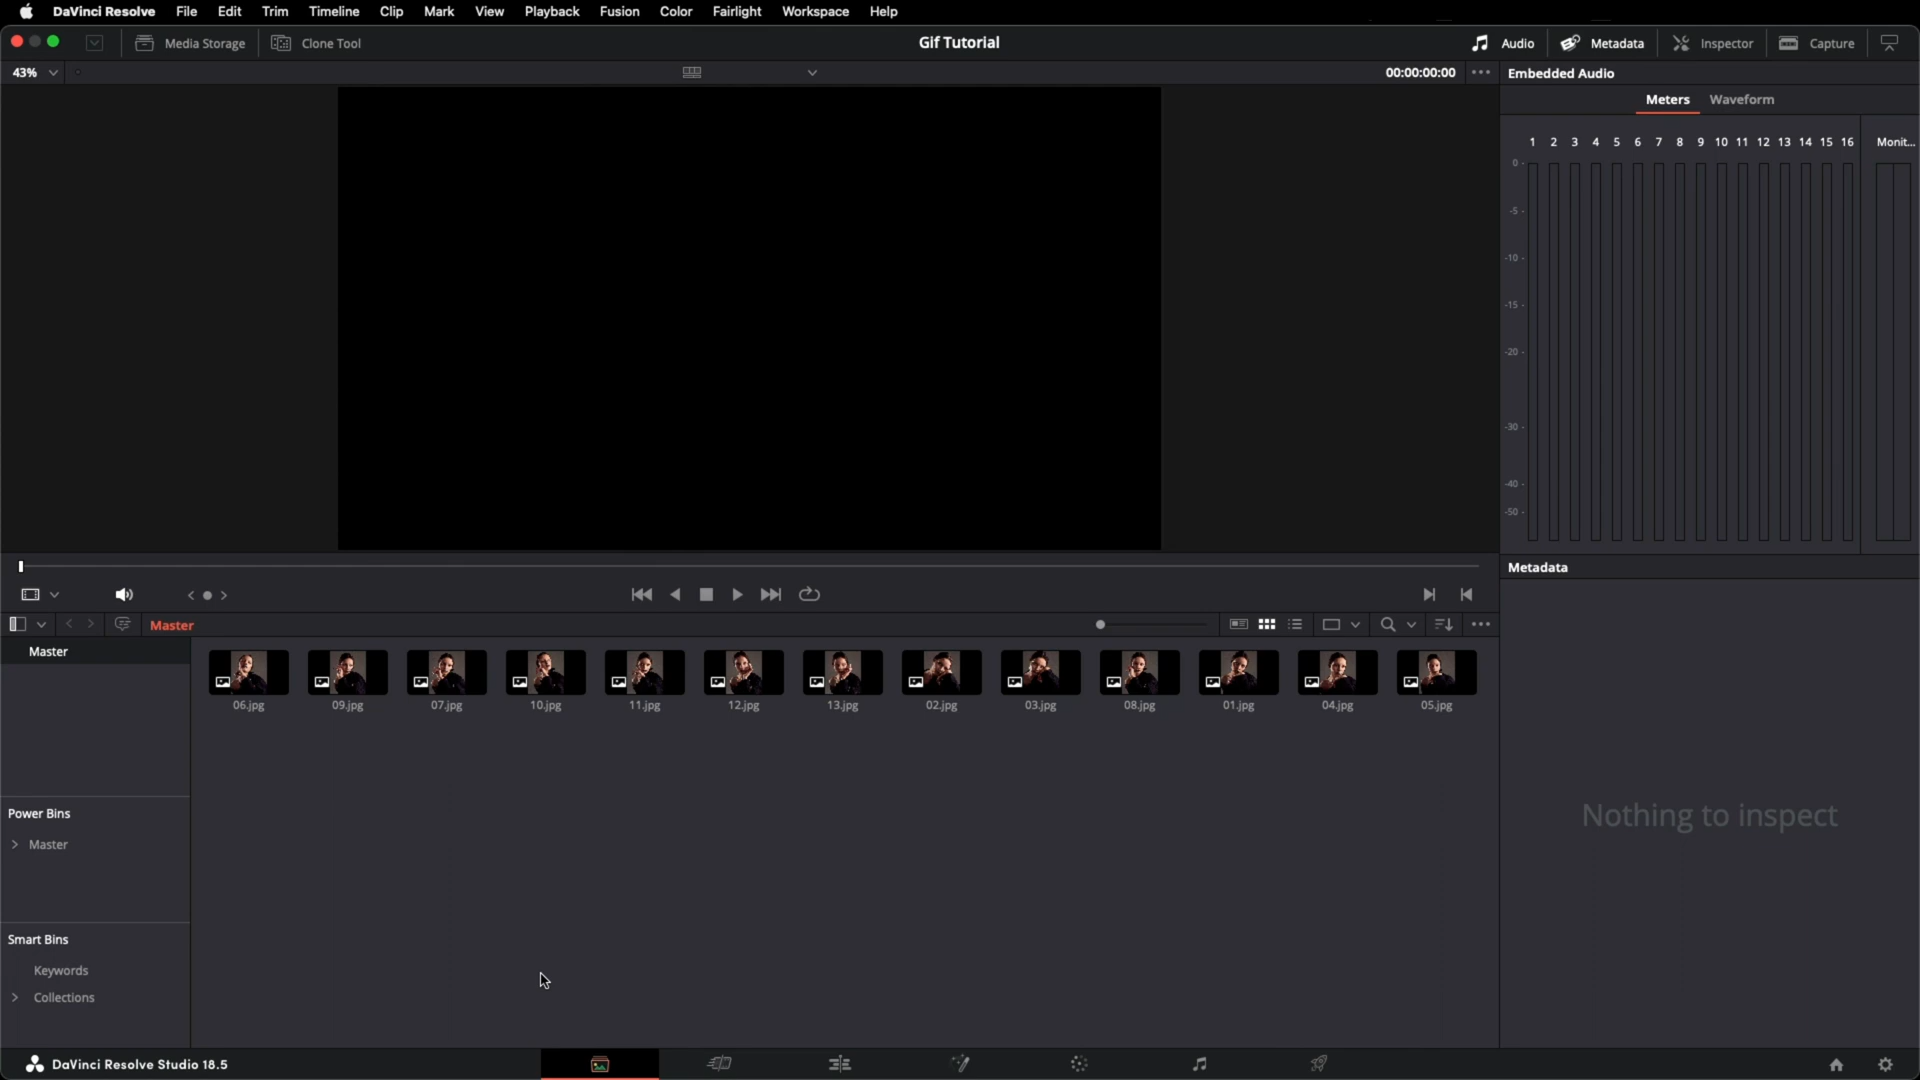 DaVinci Resolve File Edit Trim Timeline Clip Mark View Playback Fusion Color Fairlight Workspace Help
Media Storage Clone Tool Gif Tutorial Audio Metadata Inspector Capture
43% 00:00:00:00 Embedded Audio
Meters Waveform
1 2 3 4 5 6 7 8 9 10 11 12 13 14 15 16 Monit...
0
-5
-10
-15
-20
-30
-40
-50
Metadata
Master
Master
06.jpg 09.jpg 07.jpg 10.jpg 11.jpg 12.jpg 13.jpg 02.jpg 03.jpg 08.jpg 01.jpg 04.jpg 05.jpg
Power Bins
Master
Nothing to inspect
Smart Bins
Keywords
Collections
DaVinci Resolve Studio 18.5